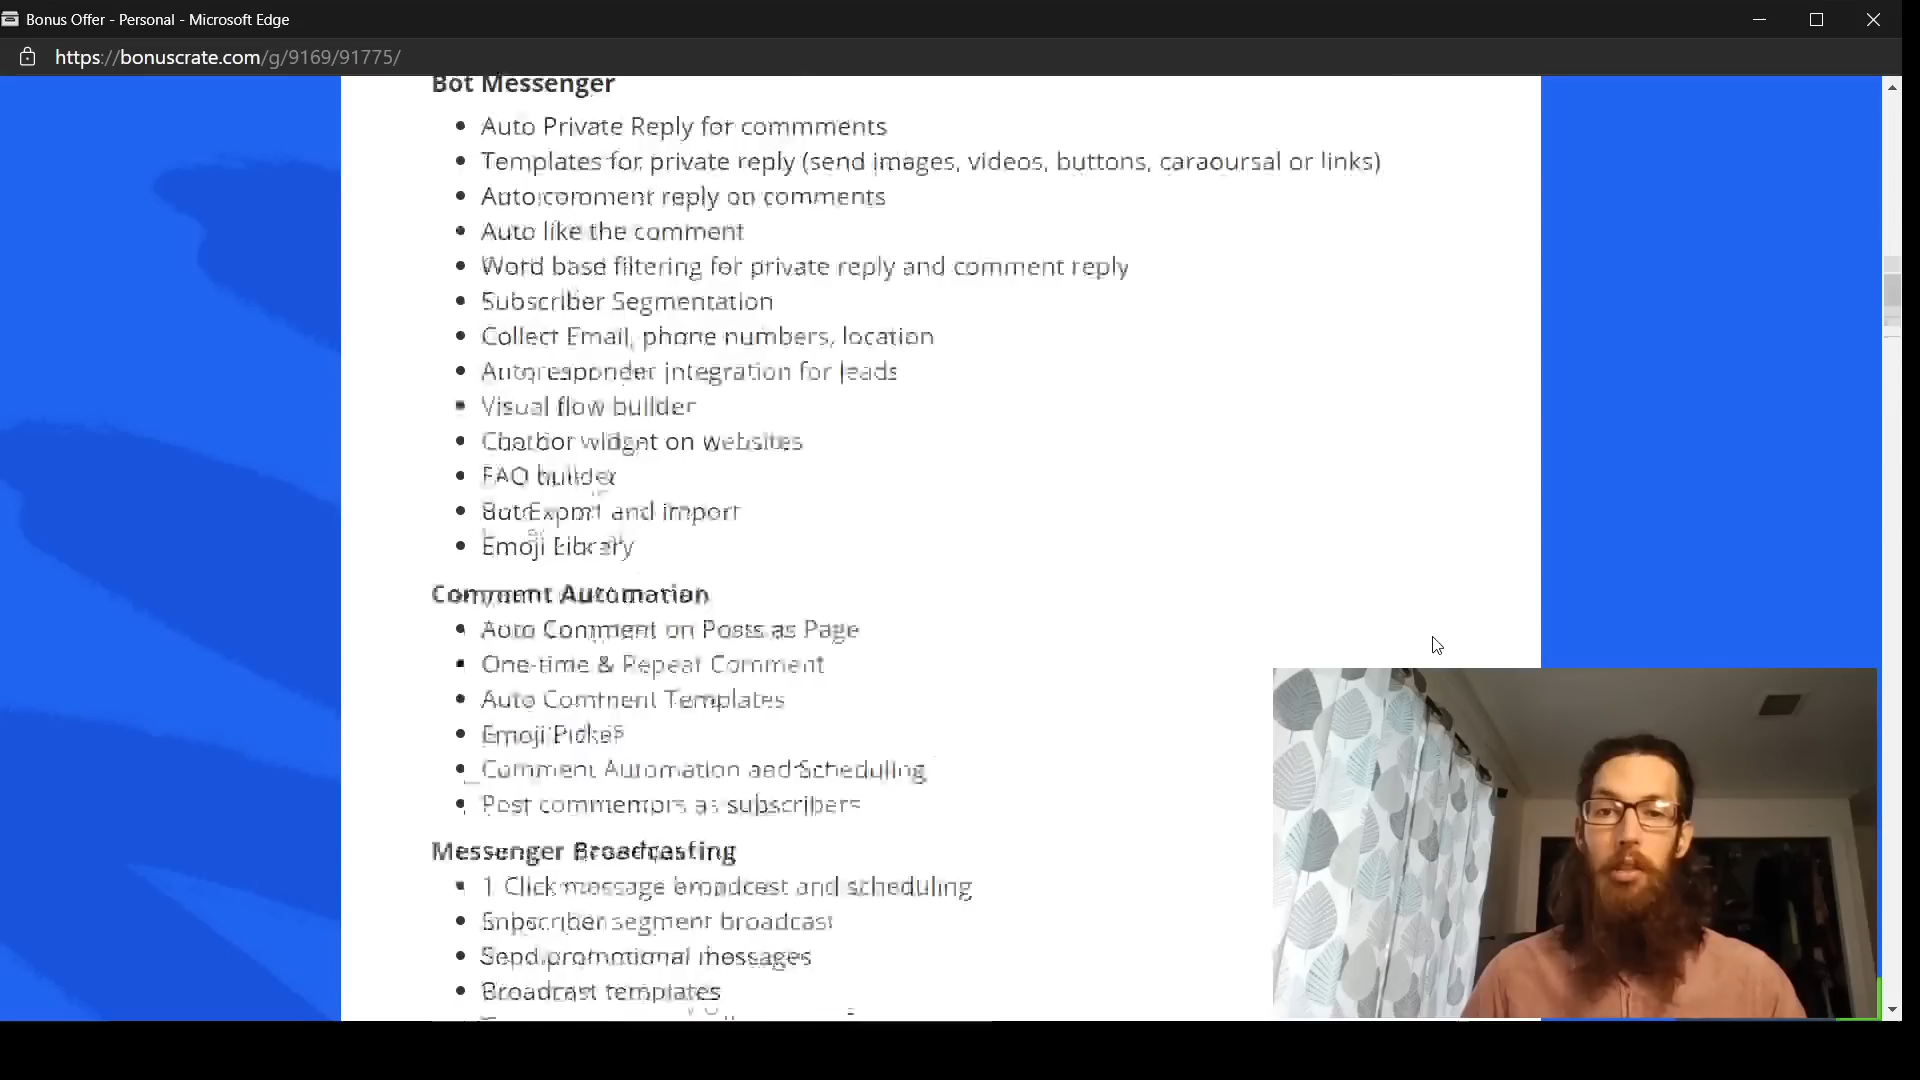 Bonus Offer - Personal - Microsoft Edge
https://bonuscrate.com/g/9169/91775/
Bot Messenger
Auto Private Reply for commments
Templates for private reply (send images, videos, buttons, caraoursal or links)
Auto comment reply on comments
Auto like the comment
Word base filtering for private reply and comment reply
Subscriber Segmentation
Collect Email, phone numbers, location
Autoresponder integration for leads
Visual flow builder
Chatbot widget on websites
FAQ builder
Bot Export and import
Emoji Library
Comment Automation
Auto Comment on Posts as Page
One-time & Repeat Comment
Auto Comment Templates
Emoji Picker
Comment Automation and Scheduling
Post commentors as subscribers
Messenger Broadcasting
1 Click message broadcast and scheduling
Subscriber segment broadcast
Send promotional messages
Broadcast templates